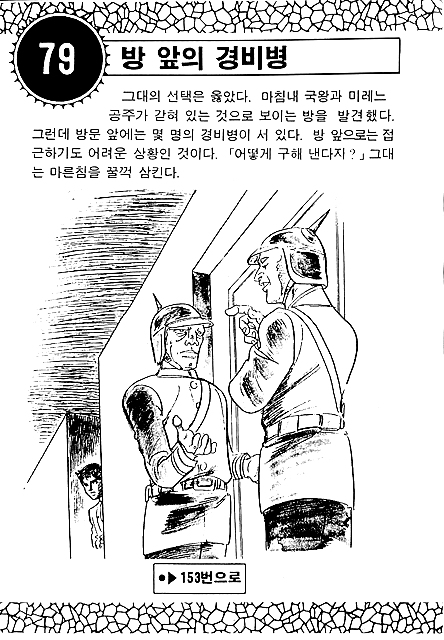 79
방 앞의 경비병
그대의 선택은 옳았다. 마침내 국왕과 미레느
공주가 갇혀 있는 것으로 보이는 방을 발견했다.
그런데 방문 앞에는 몇 명의 경비병이 서 있다. 방 앞으로는 접
근하기도 어려운 상황인 것이다. 「어떻게 구해 낸다지?」그대
는 마른침을 꿀꺽 삼킨다.
●▶153번으로